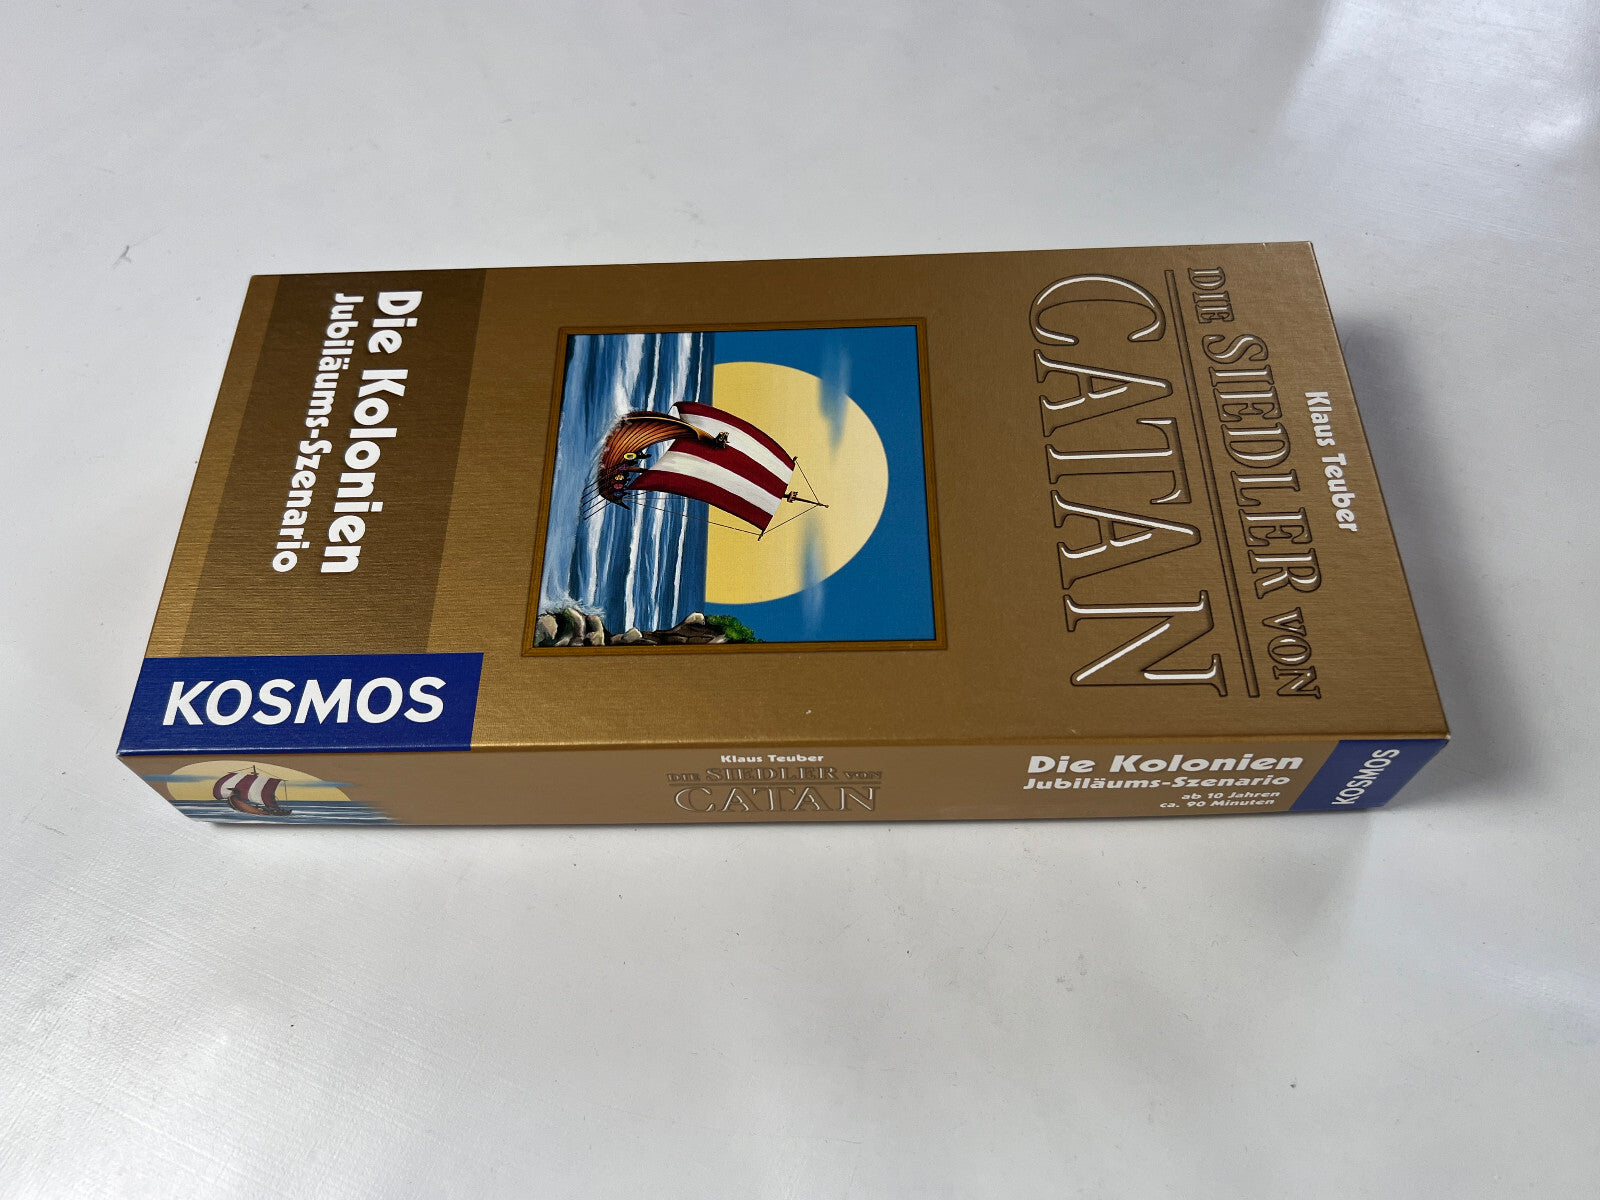 Klaus Teuber
DIE SIEDLER VON
CATAN
Die Kolonien
Jubiläums-Szenario
KOSMOS
Klaus Teuber
DIE SIEDLER VON
CATAN
Die Kolonien
Jubiläums-Szenario
ab 10 Jahren
ca. 90 Minuten
KOSMOS